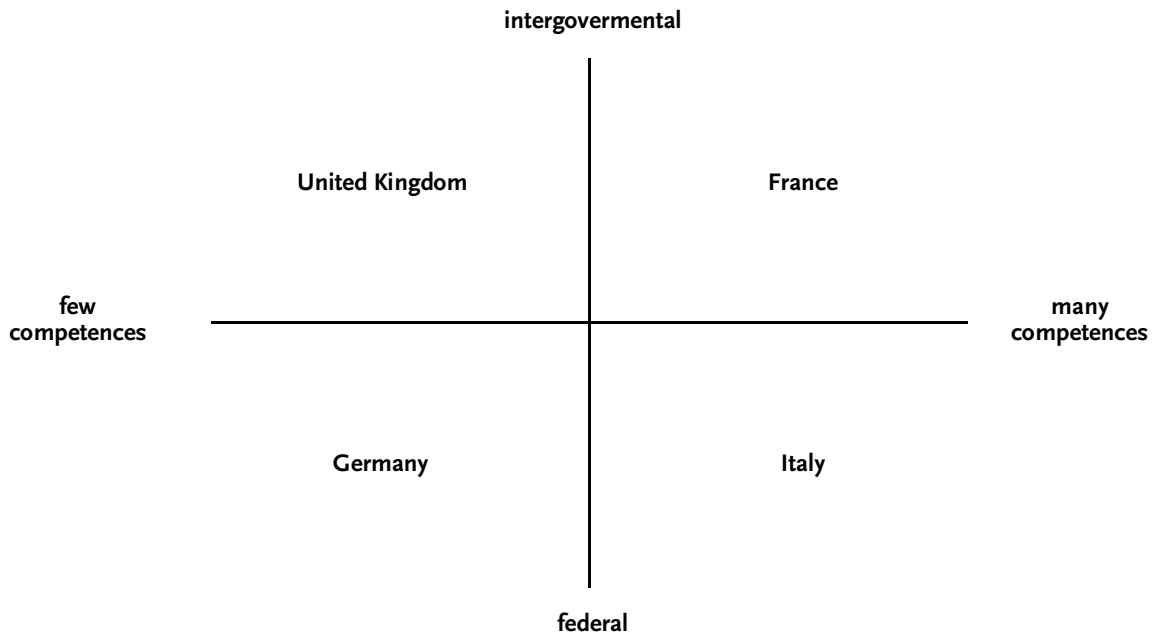 intergovermental
United Kingdom
France
few
competences
many
competences
Germany
Italy
federal